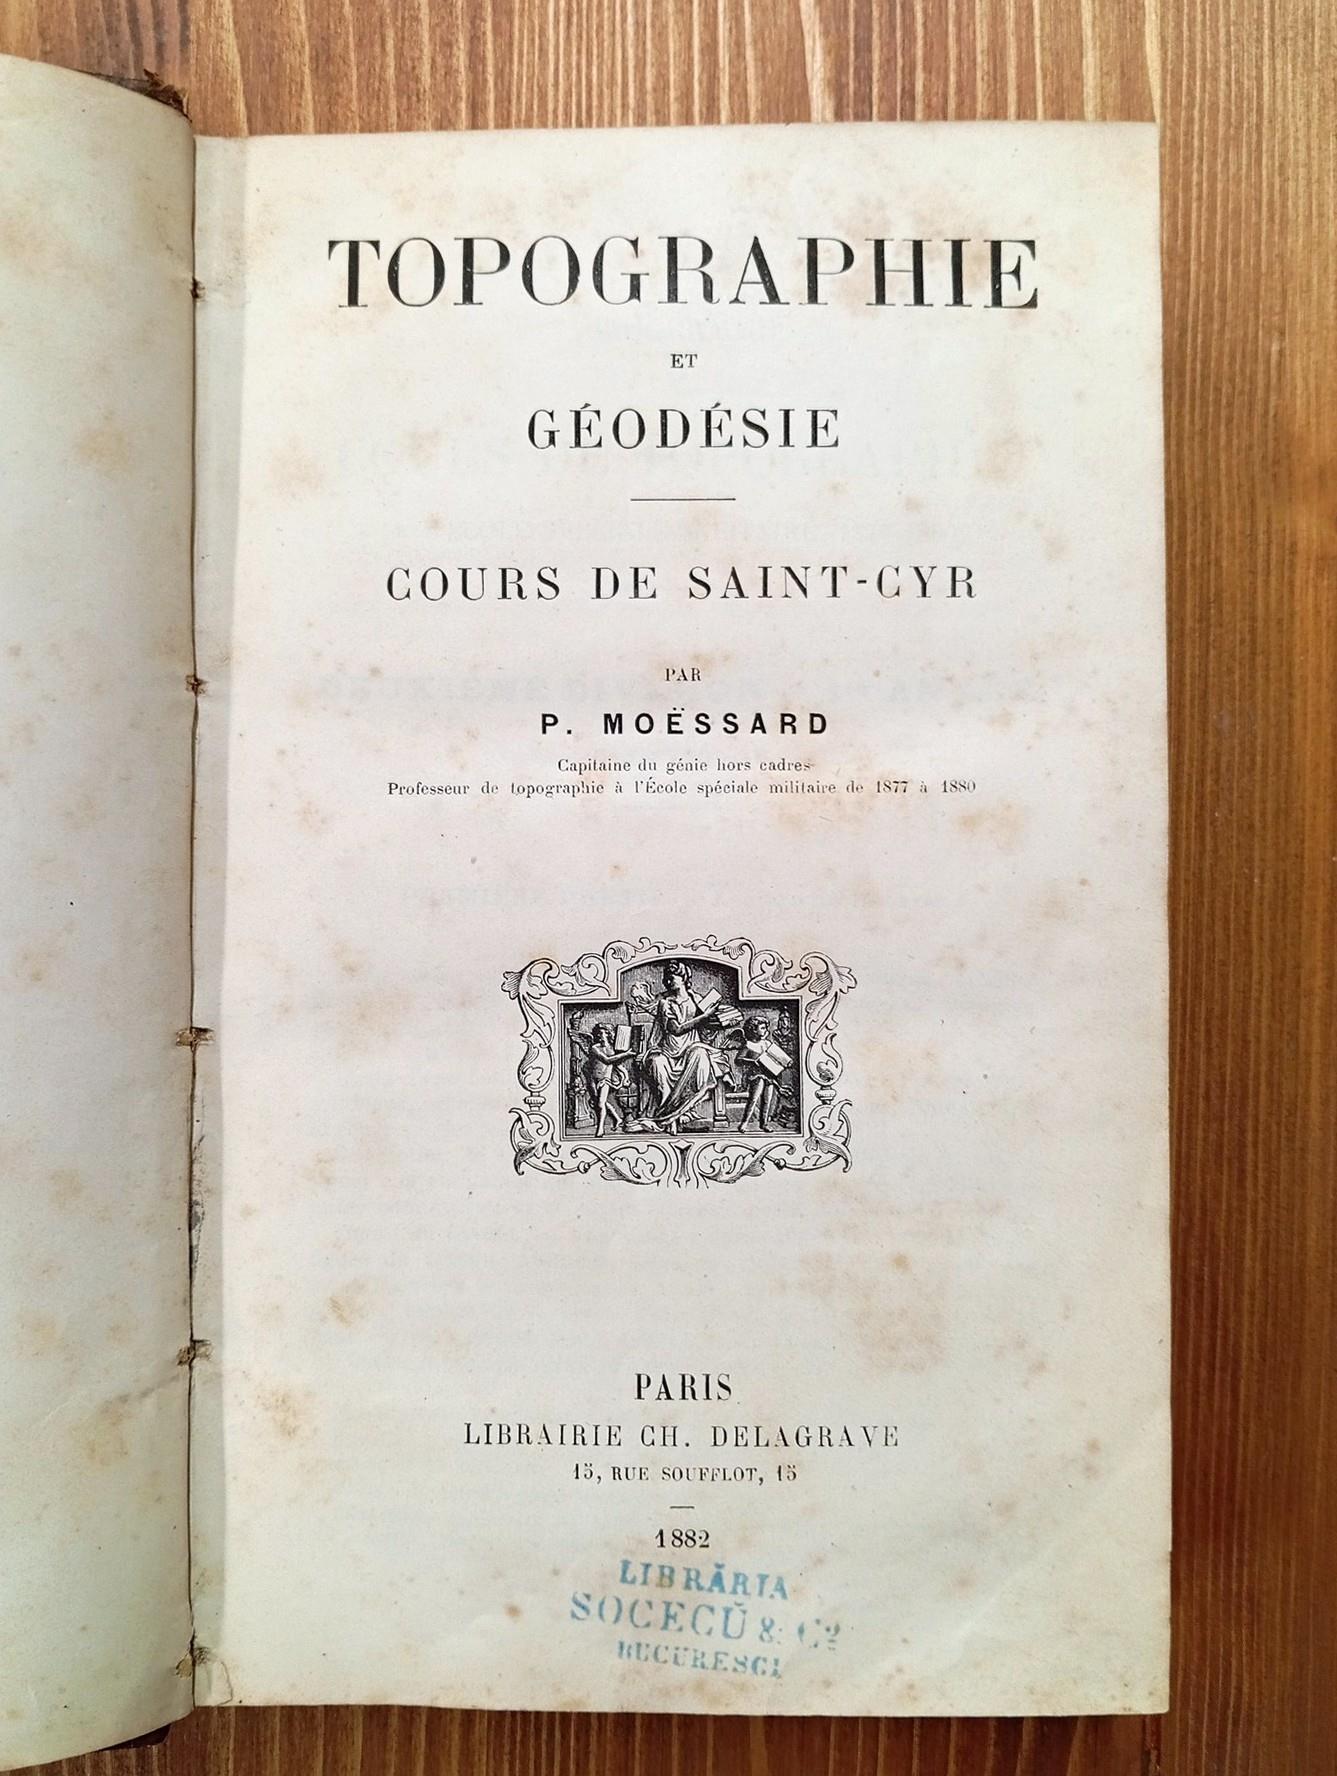 TOPOGRAPHIE
ET
GÉODÉSIE
COURS DE SAINT-CYR
PAR
P. MOËSSARD
Capitaine du génie hors cadres
Professeur de topographie à l'École spéciale militaire de 1877 à 1880
PARIS
LIBRAIRIE CH. DELAGRAVE
15, RUE SOUFFLOT, 15
1882
LIBRĂRIA
SOCECŬ & Cº
BUCURESCI